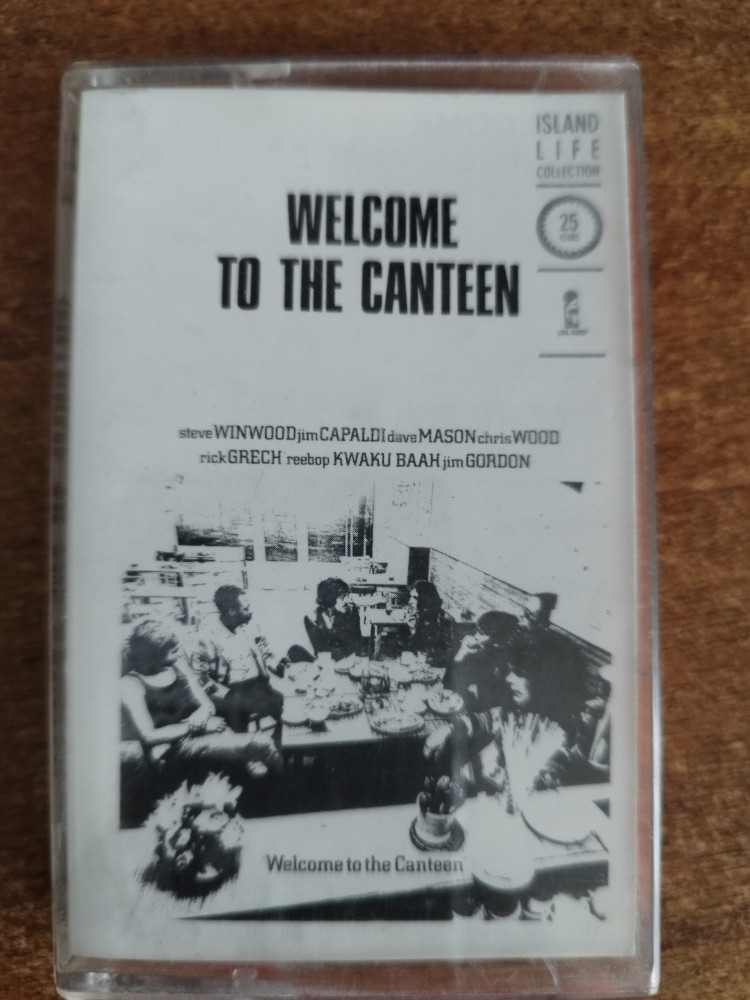 ISLAND
LIFE
COLLECTION
25
YEARS
WELCOME
TO THE CANTEEN
steve WINWOOD jim CAPALDI dave MASON chris WOOD
rick GRECH reebop KWAKU BAAH jim GORDON
Welcome to the Canteen